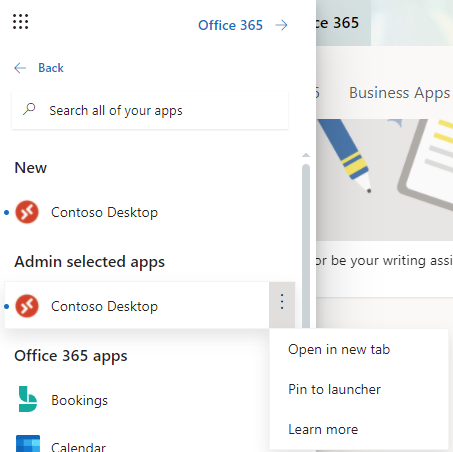 Office 365 →
ce 365
← Back
Business Apps
Search all of your apps
New
Contoso Desktop
Admin selected apps
or be your writing assi
Contoso Desktop
Open in new tab
Office 365 apps
Pin to launcher
Bookings
Learn more
Calendar